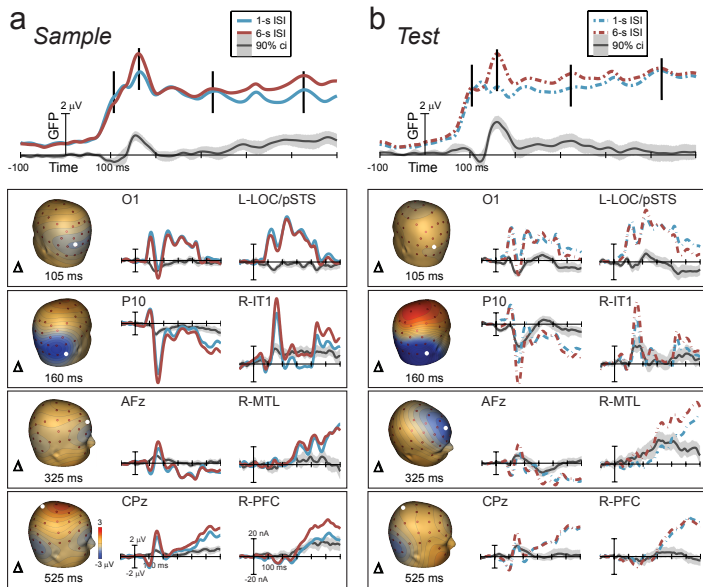 a Sample
1-s ISI
6-s ISI
90% ci
GFP
2 µV
Time
-100
100 ms
O1
L-LOC/pSTS
105 ms
P10
R-IT1
160 ms
AFz
R-MTL
325 ms
CPz
R-PFC
3
-3 µV
2 µV
-2 µV
100 ms
20 nA
-20 nA
100 ms
525 ms
b Test
1-s ISI
6-s ISI
90% ci
GFP
2 µV
Time
-100
100 ms
O1
L-LOC/pSTS
105 ms
P10
R-IT1
160 ms
AFz
R-MTL
325 ms
CPz
R-PFC
525 ms